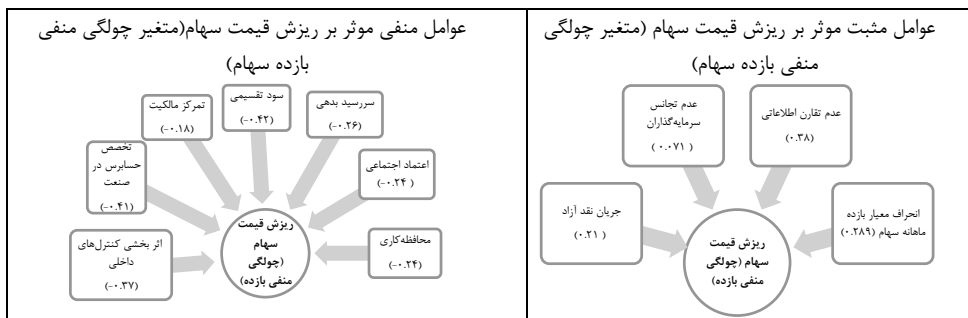 عوامل مثبت موثر بر ریزش قیمت سهام (متغیر چولگی
منفی بازده سهام)
عدم تقارن اطلاعاتی
(۰.۳۸)
عدم تجانس
سرمایه‌گذاران
(۰.۰۷۱)
انحراف معیار بازده
ماهانه سهام (۰.۲۸۹)
جریان نقد آزاد
(۰.۲۱)
ریزش قیمت
سهام (چولگی
منفی بازده)
عوامل منفی موثر بر ریزش قیمت سهام(متغیر چولگی منفی
بازده سهام)
سررسید بدهی
(-۰.۲۶)
سود تقسیمی
(-۰.۴۲)
تمرکز مالکیت
(-۰.۱۸)
اعتماد اجتماعی
(-۰.۲۴)
تخصص
حسابرس در
صنعت
(-۰.۴۱)
محافظه‌کاری
(-۰.۲۴)
اثر بخشی کنترل‌های
داخلی
(-۰.۳۷)
ریزش قیمت
سهام
(چولگی
منفی بازده)